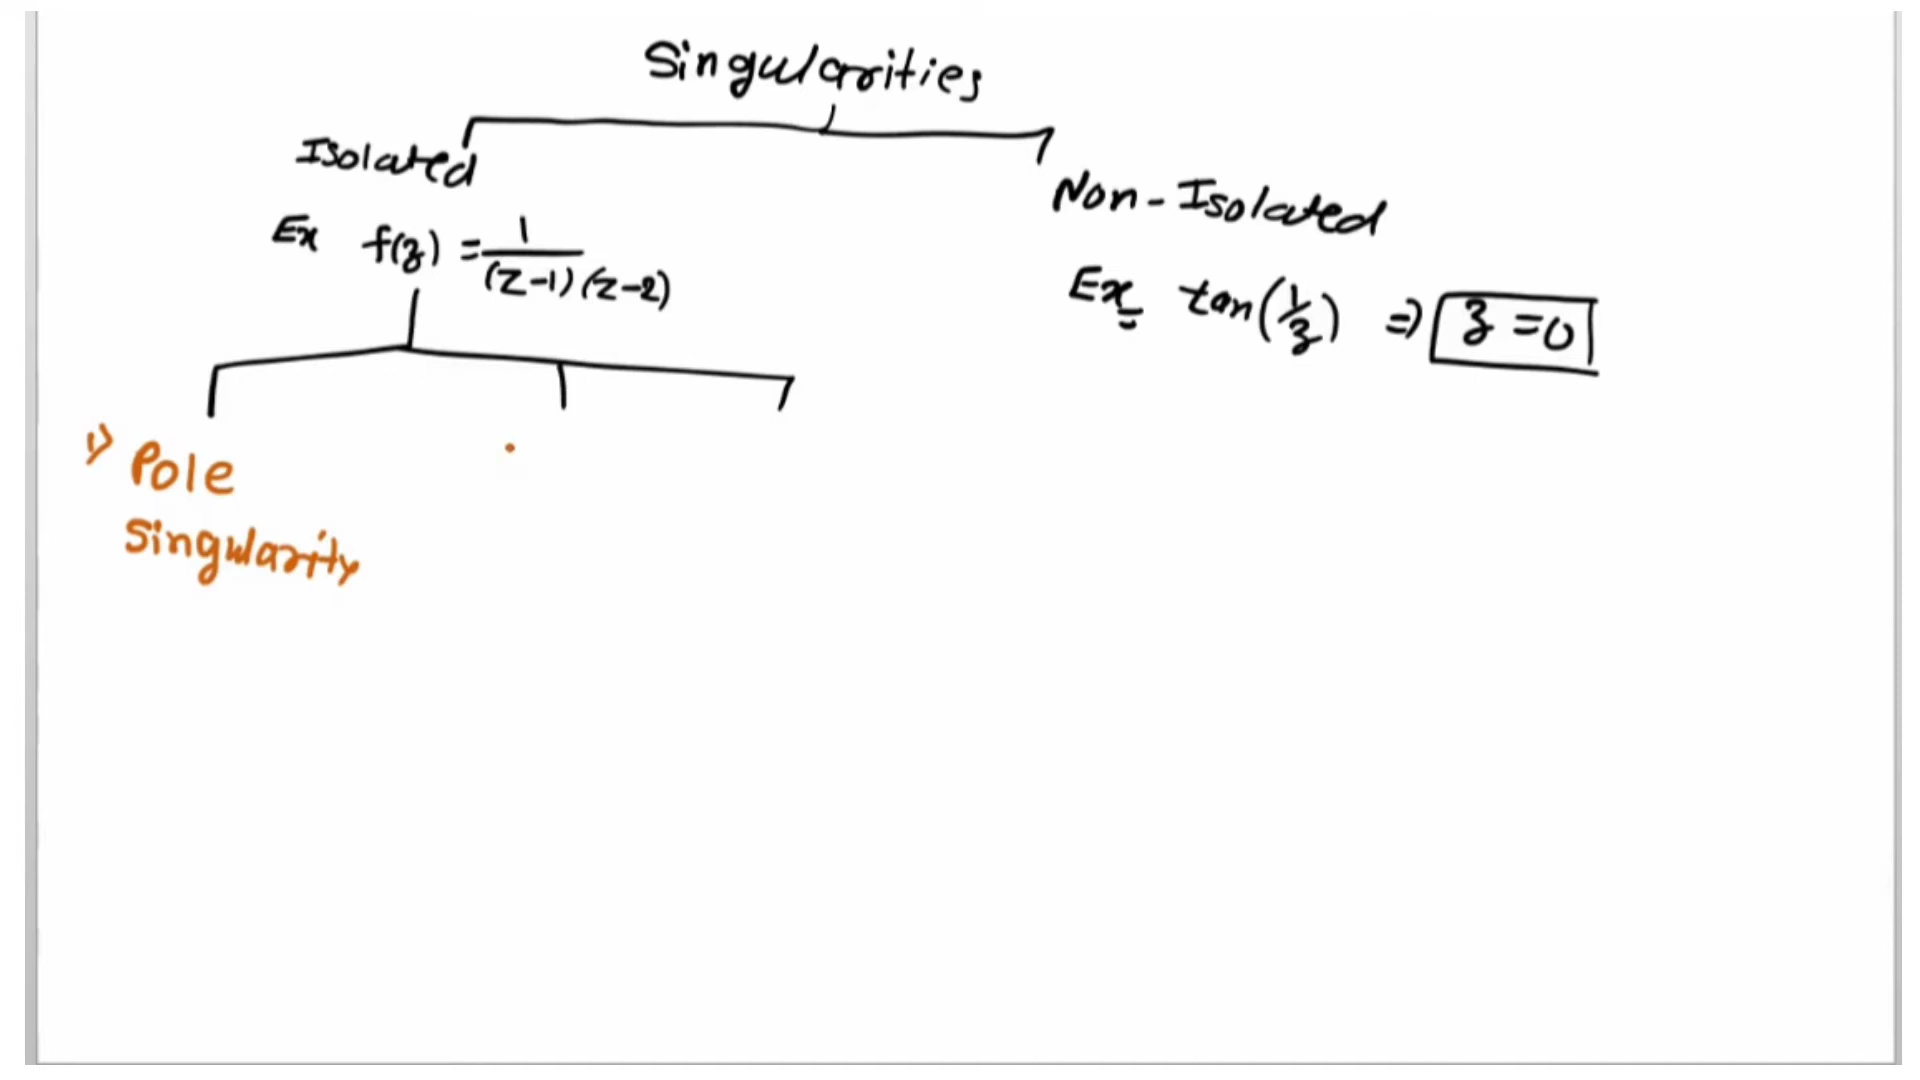 Singularities
Isolated
Non-Isolated
Ex f(z) = 1/((z-1)(z-2))
Ex tan(1/z) ⇒ z=0
1) Pole
Singularity